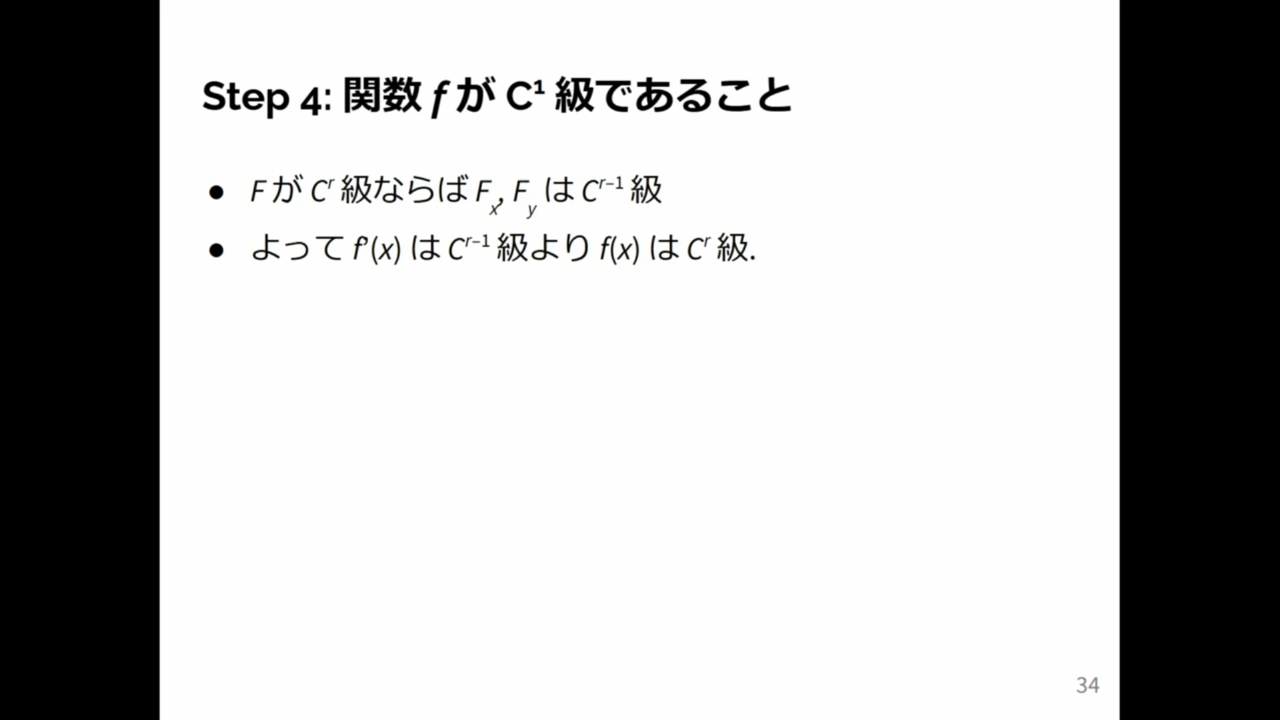 Step 4: 関数 f が C¹ 級であること
● F が Cʳ 級ならば Fₓ, F_y は Cʳ⁻¹ 級
● よって f'(x) は Cʳ⁻¹ 級より f(x) は Cʳ 級.
34